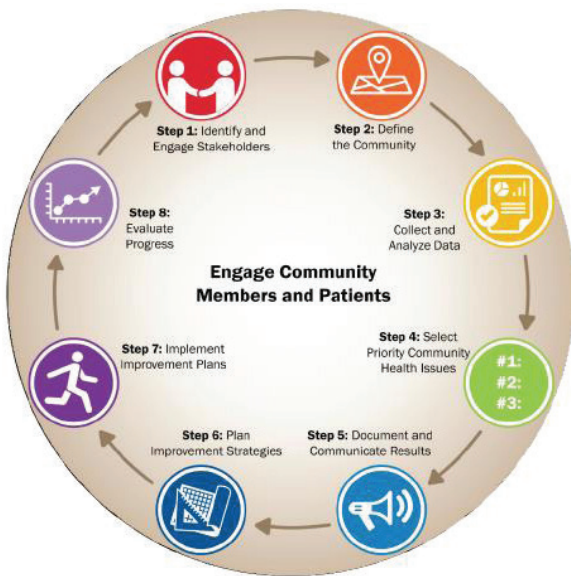 Step 1: Identify and
Engage Stakeholders
Step 2: Define
the Community
Step 3:
Collect and
Analyze Data
Step 4: Select
Priority Community
Health Issues
#1:
#2:
#3:
Step 5: Document and
Communicate Results
Step 6: Plan
Improvement Strategies
Step 7: Implement
Improvement Plans
Step 8:
Evaluate
Progress
Engage Community
Members and Patients